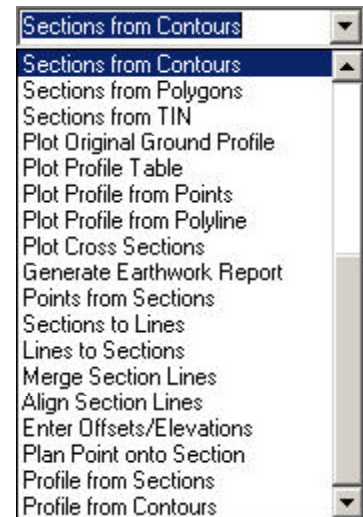 Sections from Contours
Sections from Contours
Sections from Polygons
Sections from TIN
Plot Original Ground Profile
Plot Profile Table
Plot Profile from Points
Plot Profile from Polyline
Plot Cross Sections
Generate Earthwork Report
Points from Sections
Sections to Lines
Lines to Sections
Merge Section Lines
Align Section Lines
Enter Offsets/Elevations
Plan Point onto Section
Profile from Sections
Profile from Contours